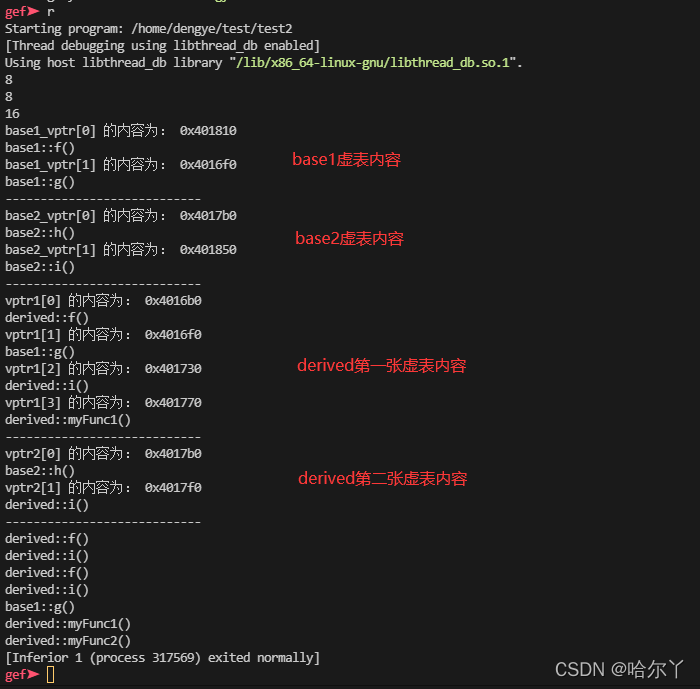 gef➤ r
Starting program: /home/dengye/test/test2
[Thread debugging using libthread_db enabled]
Using host libthread_db library "/lib/x86_64-linux-gnu/libthread_db.so.1".
8
8
16
base1_vptr[0] 的内容为: 0x401810
base1::f()
base1_vptr[1] 的内容为: 0x4016f0
base1虚表内容
base1::g()
----------------------------
base2_vptr[0] 的内容为: 0x4017b0
base2::h()
base2虚表内容
base2_vptr[1] 的内容为: 0x401850
base2::i()
----------------------------
vptr1[0] 的内容为: 0x4016b0
derived::f()
vptr1[1] 的内容为: 0x4016f0
base1::g()
derived第一张虚表内容
vptr1[2] 的内容为: 0x401730
derived::i()
vptr1[3] 的内容为: 0x401770
derived::myFunc1()
----------------------------
vptr2[0] 的内容为: 0x4017b0
base2::h()
derived第二张虚表内容
vptr2[1] 的内容为: 0x4017f0
derived::i()
----------------------------
derived::f()
derived::i()
derived::f()
derived::i()
base1::g()
derived::myFunc1()
derived::myFunc2()
[Inferior 1 (process 317569) exited normally]
gef➤
CSDN @哈尔丫